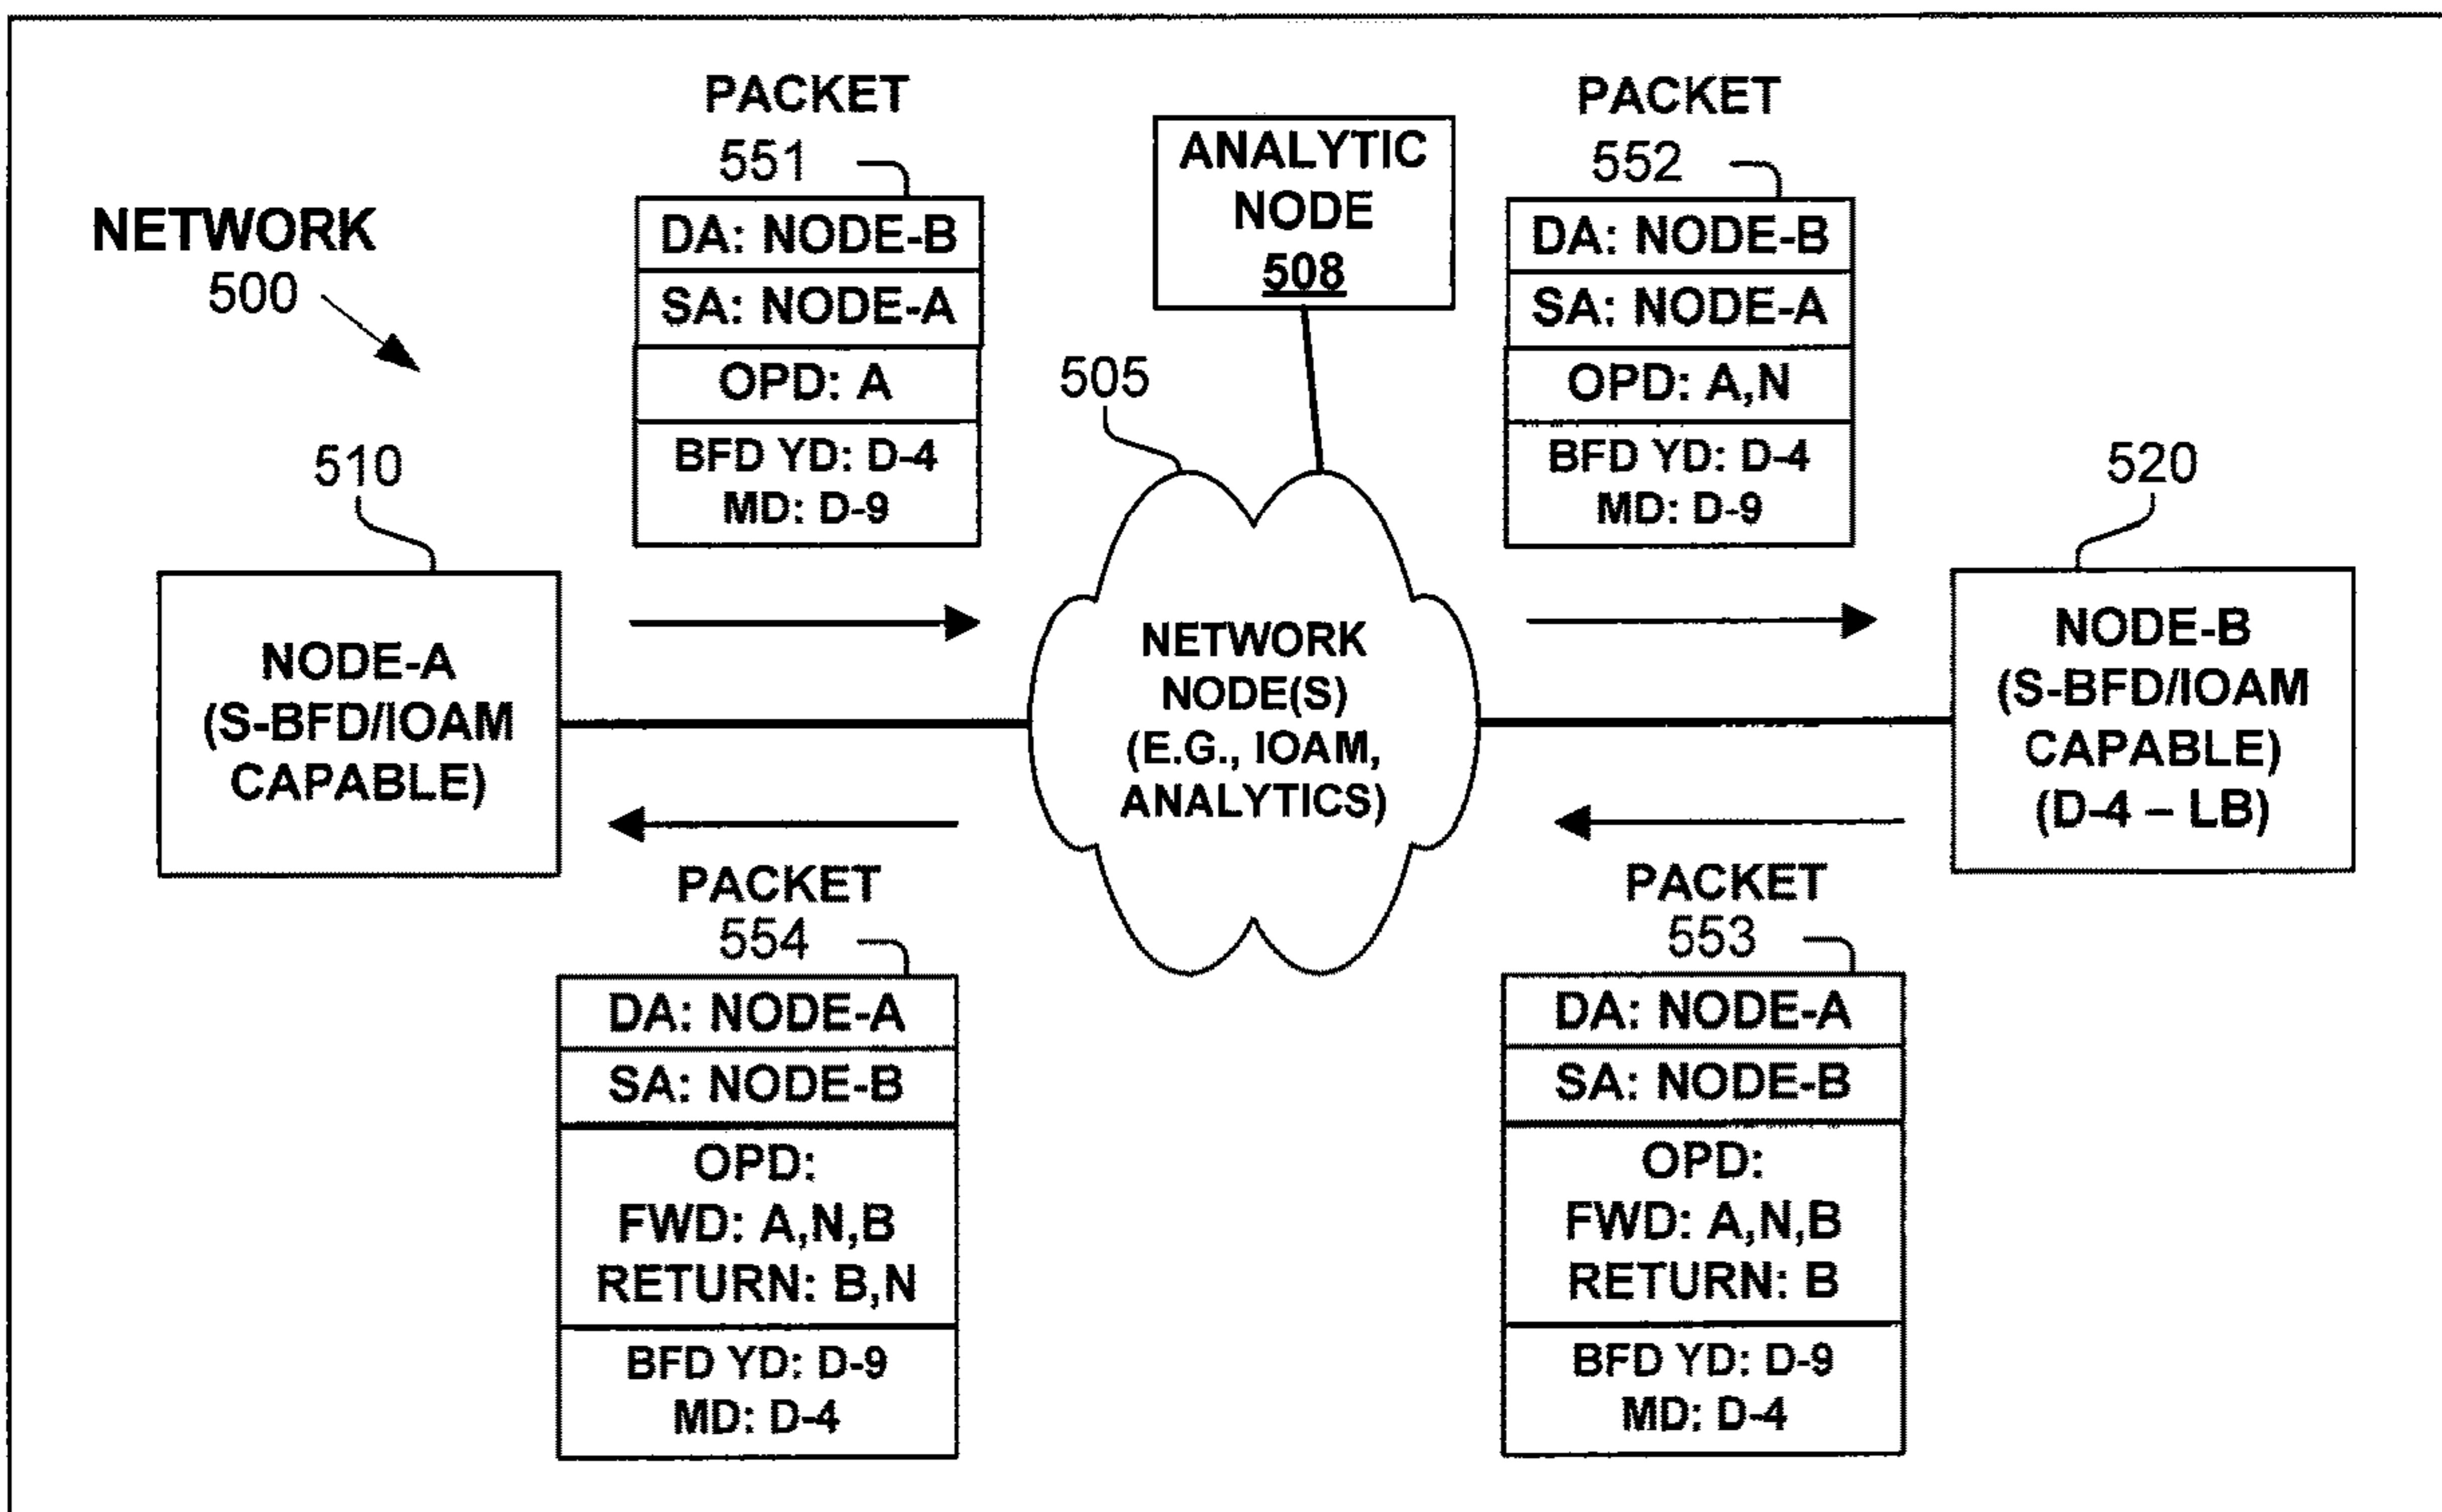 NETWORK
500
PACKET
551
DA: NODE-B
SA: NODE-A
OPD: A
BFD YD: D-4
MD: D-9
ANALYTIC
NODE
508
PACKET
552
DA: NODE-B
SA: NODE-A
OPD: A,N
BFD YD: D-4
MD: D-9
510
NODE-A
(S-BFD/IOAM
CAPABLE)
505
NETWORK
NODE(S)
(E.G., IOAM,
ANALYTICS)
520
NODE-B
(S-BFD/IOAM
CAPABLE)
(D-4 – LB)
PACKET
554
DA: NODE-A
SA: NODE-B
OPD:
FWD: A,N,B
RETURN: B,N
BFD YD: D-9
MD: D-4
PACKET
553
DA: NODE-A
SA: NODE-B
OPD:
FWD: A,N,B
RETURN: B
BFD YD: D-9
MD: D-4